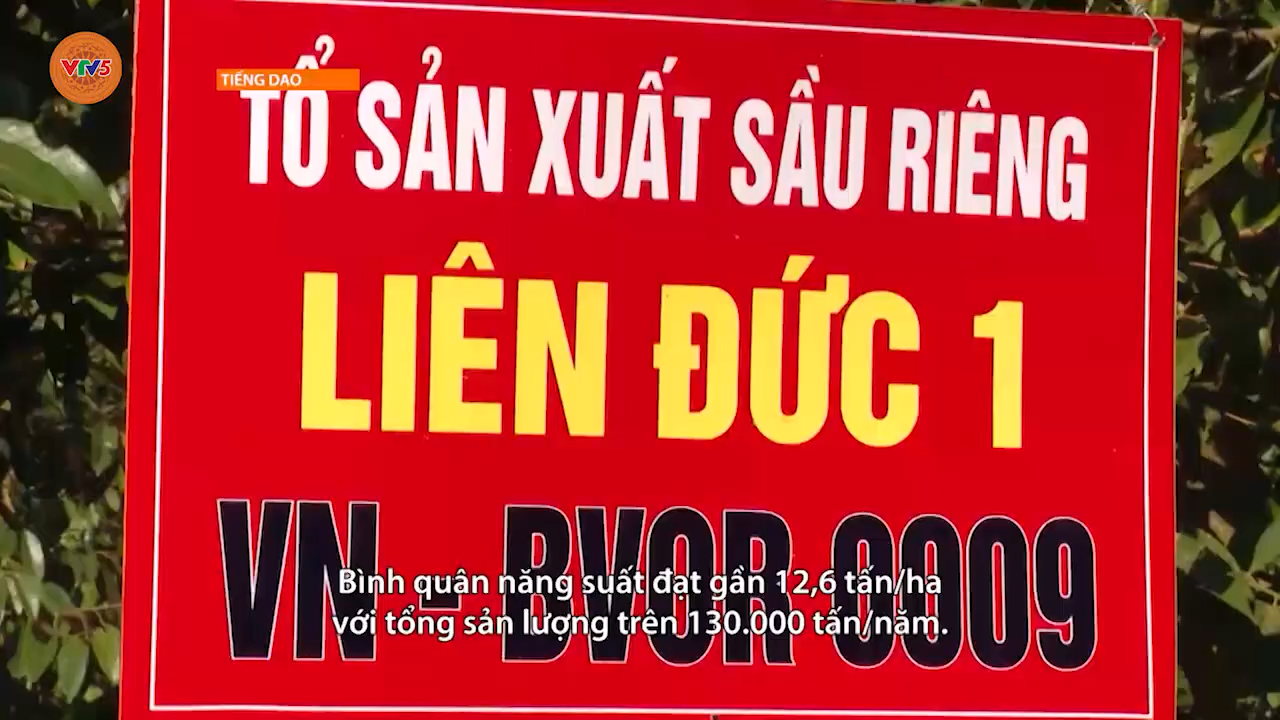 VTV5
TIẾNG DAO
TỔ SẢN XUẤT SẦU RIÊNG
LIÊN ĐỨC 1
VN - BVOR 0009
Bình quân năng suất đạt gần 12,6 tấn/ha
với tổng sản lượng trên 130.000 tấn/năm.